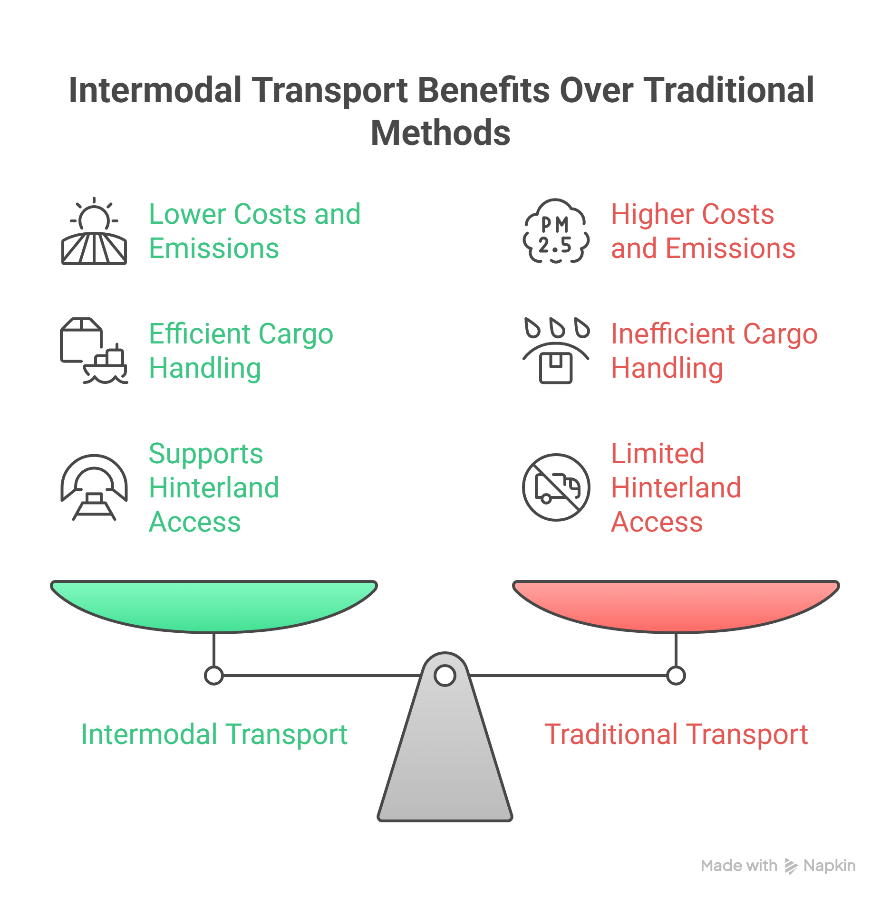 Intermodal Transport Benefits Over Traditional
Methods
Lower Costs and
Emissions
PM
2.5
Higher Costs
and Emissions
Efficient Cargo
Handling
Inefficient Cargo
Handling
Supports
Hinterland
Access
Limited
Hinterland
Access
Intermodal Transport
Traditional Transport
Made with Napkin